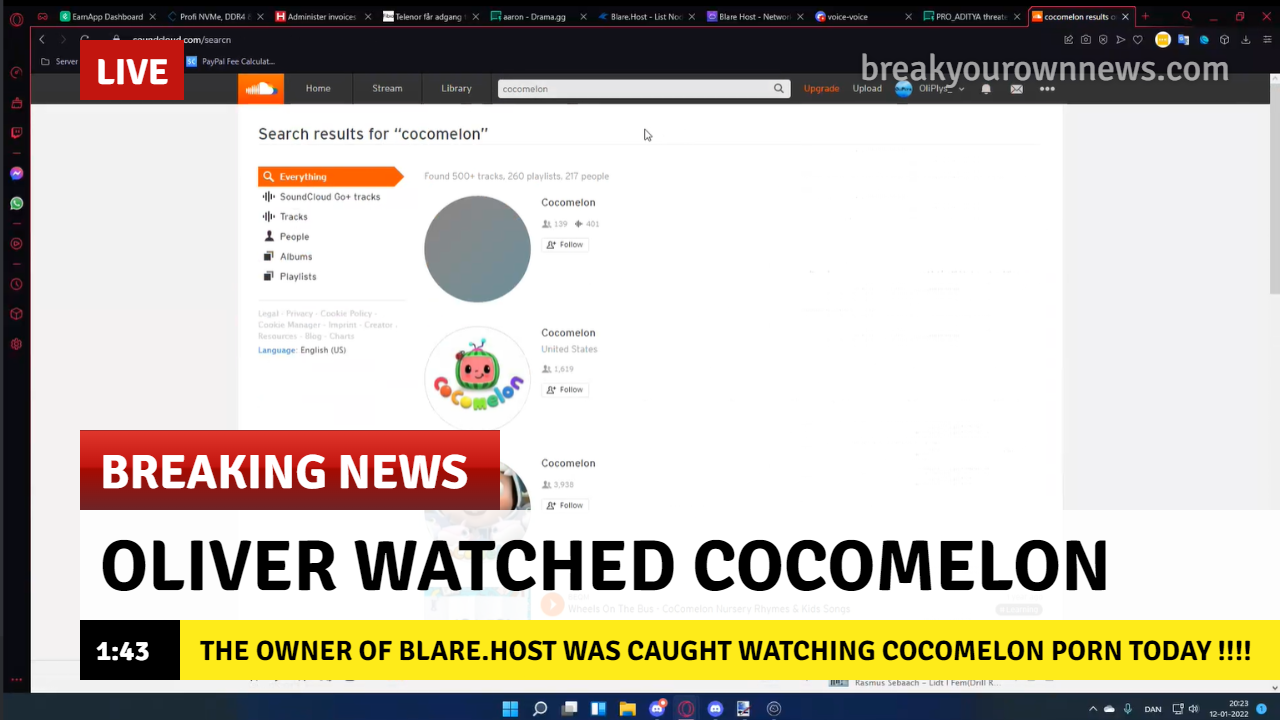 EarnApp Dashboard
Profi NVMe, DDR4
Administer invoices
Telenor får adgang
aaron - Drama.gg
Blare.Host - List No
Blare Host - Networ
voice-voice
PRO_ADITYA threat
cocomelon results o
soundcloud.com/search
Server
PayPal Fee Calculat...
LIVE
breakyourownnews.com
Home
Stream
Library
cocomelon
Upgrade
Upload
OliPlys_
Search results for “cocomelon”
Everything
SoundCloud Go+ tracks
Tracks
People
Albums
Playlists
Legal - Privacy - Cookie Policy -
Cookie Manager - Imprint - Creator
Resources - Blog - Charts
Language: English (US)
Found 500+ tracks, 260 playlists, 217 people
Cocomelon
139 401
Follow
Cocomelon
United States
1,619
Follow
cocomelon
Cocomelon
3,938
Follow
BREAKING NEWS
OLIVER WATCHED COCOMELON
Wheels On The Bus - CoComelon Nursery Rhymes & Kids Songs
1:43
THE OWNER OF BLARE.HOST WAS CAUGHT WATCHING COCOMELON PORN TODAY !!!!
Rasmus Sebaach - Lidt I Fem(Drill R...
20:23
12-01-2022